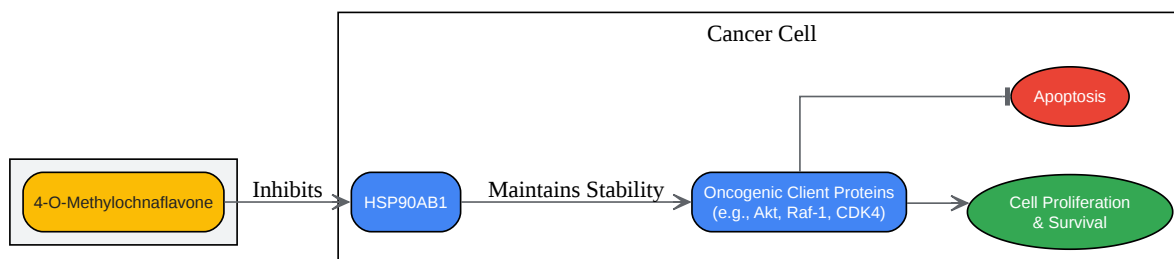 Cancer Cell
Apoptosis
4-O-Methylochnaflavone
Inhibits
HSP90AB1
Maintains Stability
Oncogenic Client Proteins
(e.g., Akt, Raf-1, CDK4)
Cell Proliferation
& Survival